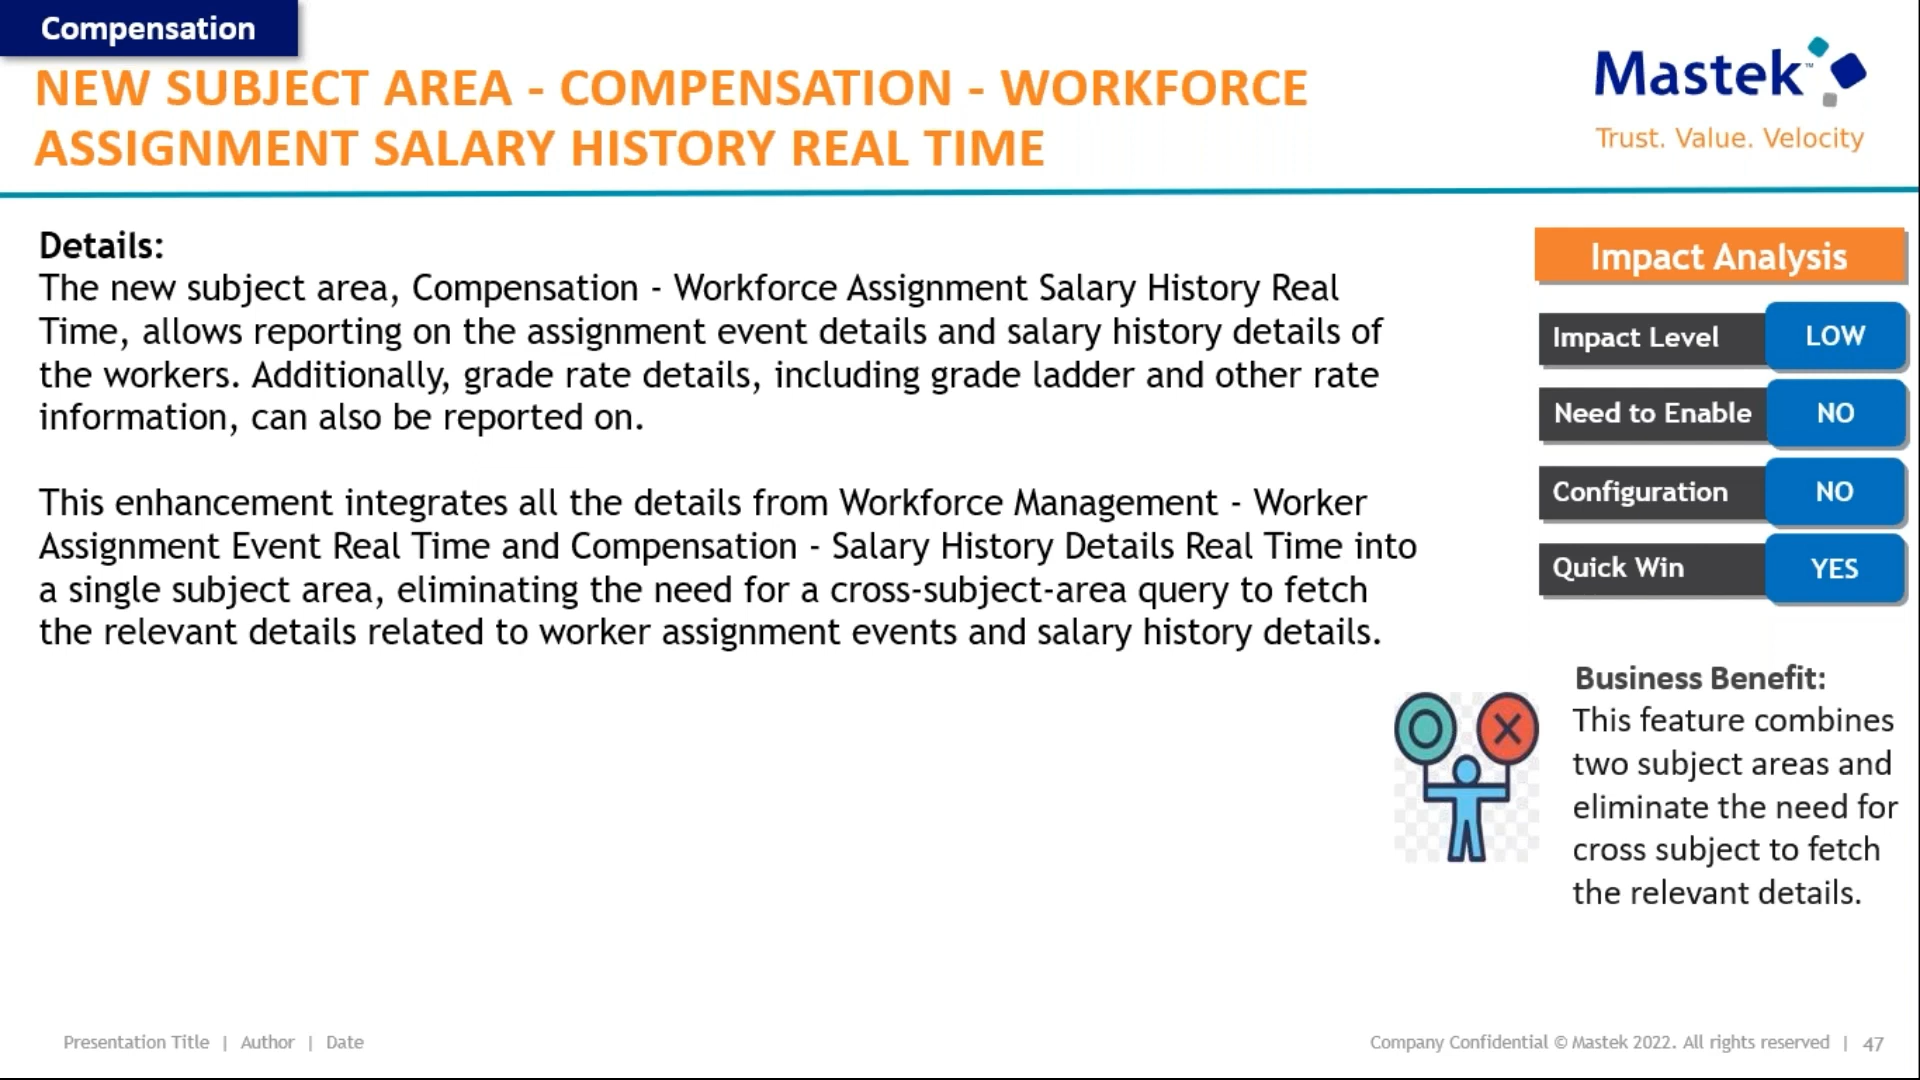 Compensation
NEW SUBJECT AREA - COMPENSATION - WORKFORCE
ASSIGNMENT SALARY HISTORY REAL TIME
Mastek™
Trust. Value. Velocity
Details:
The new subject area, Compensation - Workforce Assignment Salary History Real
Time, allows reporting on the assignment event details and salary history details of
the workers. Additionally, grade rate details, including grade ladder and other rate
information, can also be reported on.
This enhancement integrates all the details from Workforce Management - Worker
Assignment Event Real Time and Compensation - Salary History Details Real Time into
a single subject area, eliminating the need for a cross-subject-area query to fetch
the relevant details related to worker assignment events and salary history details.
Impact Analysis
Impact Level LOW
Need to Enable NO
Configuration NO
Quick Win YES
Business Benefit:
This feature combines
two subject areas and
eliminate the need for
cross subject to fetch
the relevant details.
Presentation Title | Author | Date
Company Confidential © Mastek 2022. All rights reserved | 47